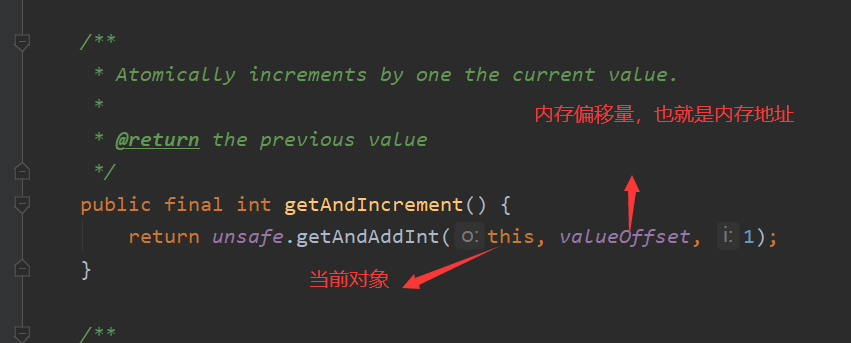 /**
* Atomically increments by one the current value.
*
内存偏移量，也就是内存地址
* @return the previous value
*/
public final int getAndIncrement() {
return unsafe.getAndAddInt( o: this, valueOffset, i: 1);
}
当前对象
/**